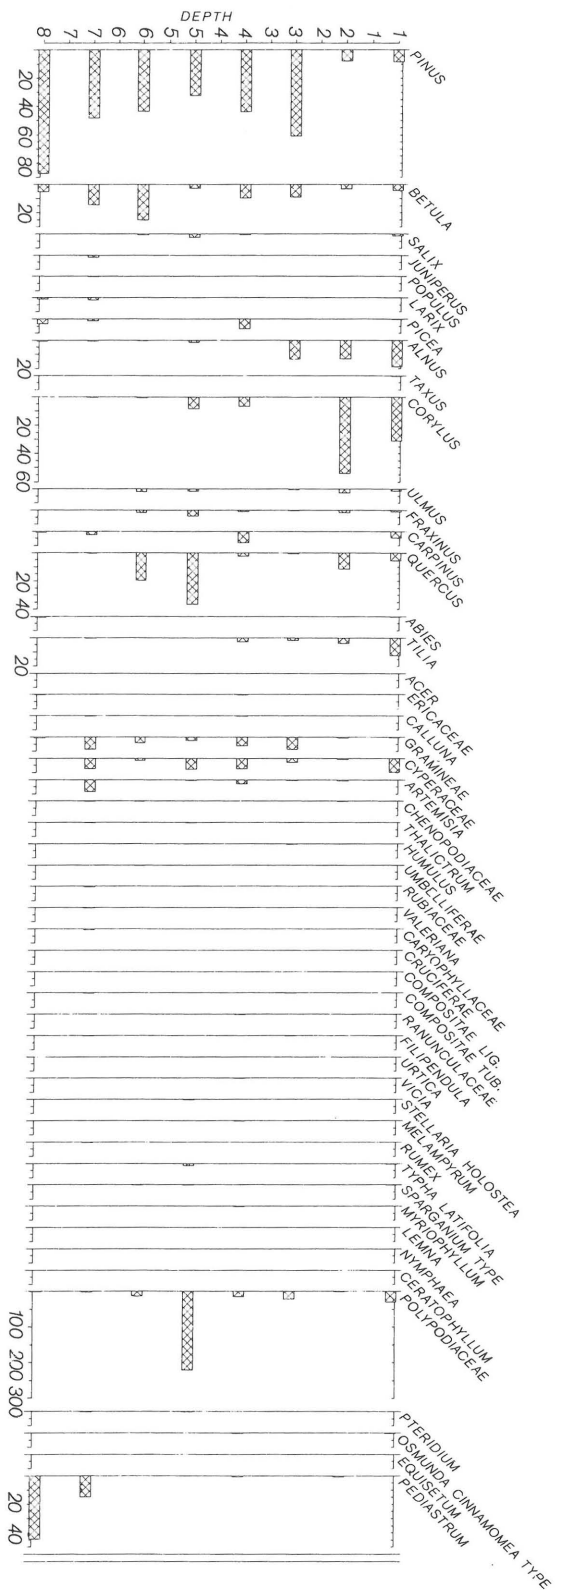 DEPTH
8 7 6 5 4 3 2 1
PINUS
20 40 60 80
BETULA
20
SALIX
JUNIPERUS
POPULUS
LARIX
PICEA
ALNUS
20
TAXUS
CORYLUS
20 40 60
ULMUS
FRAXINUS
CARPINUS
QUERCUS
20 40
ABIES
TILIA
20
ACER
ERICACEAE
CALLUNA
GRAMINEAE
CYPERACEAE
ARTEMISIA
CHENOPODIACEAE
THALICTRUM
HUMULUS
UMBELLIFERAE
RUBIACEAE
VALERIANA
CARYOPHYLLACEAE
CRUCIFERAE
COMPOSITAE LIG.
COMPOSITAE TUB.
RANUNCULACEAE
FILIPENDULA
URTICA
VICIA
STELLARIA HOLOSTEA
MELAMPYRUM
RUMEX
TYPHA LATIFOLIA
SPARGANIUM TYPE
MYRIOPHYLLUM
LEMNA
NYMPHAEA
CERATOPHYLLUM
POLYPODIACEAE
100 200 300
PTERIDIUM
OSMUNDA CINNAMOMEA TYPE
EQUISETUM
PEDIASTRUM
20 40